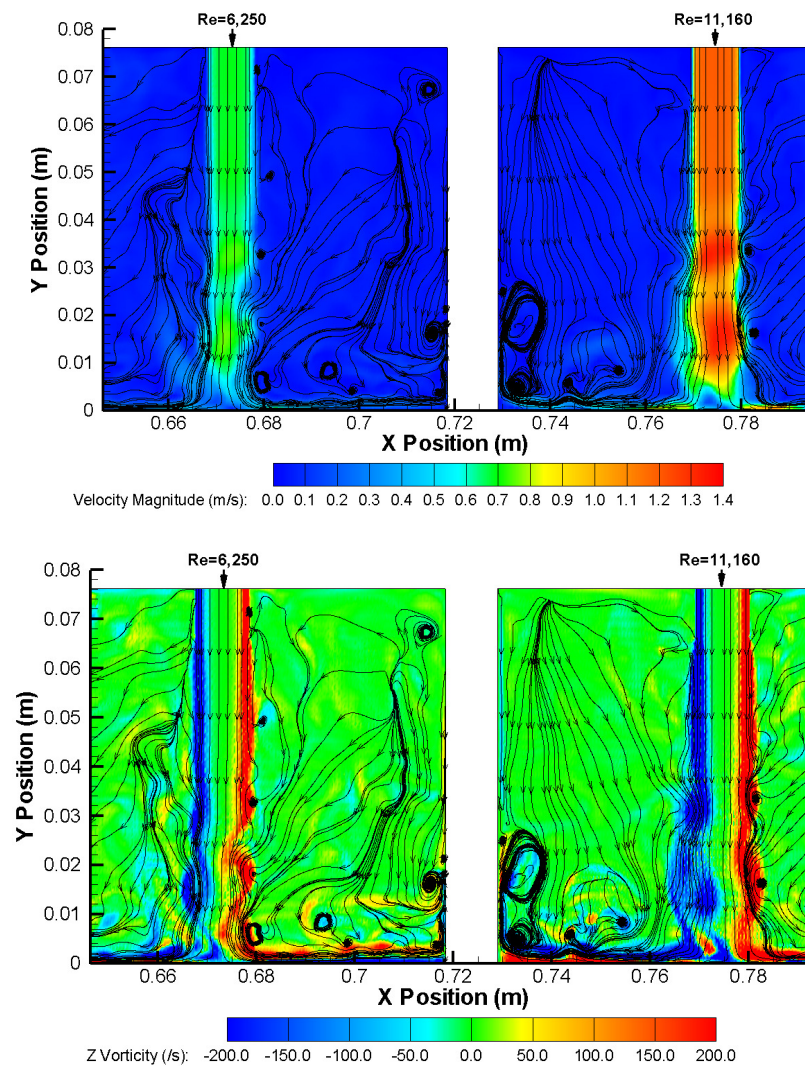 Re=6,250 Re=11,160
0.08
0.07
0.06
0.05
0.04
0.03
0.02
0.01
0
Y Position (m)
0.66 0.68 0.7 0.72 0.74 0.76 0.78
X Position (m)
Velocity Magnitude (m/s): 0.0 0.1 0.2 0.3 0.4 0.5 0.6 0.7 0.8 0.9 1.0 1.1 1.2 1.3 1.4
Re=6,250 Re=11,160
0.08
0.07
0.06
0.05
0.04
0.03
0.02
0.01
0
Y Position (m)
0.66 0.68 0.7 0.72 0.74 0.76 0.78
X Position (m)
Z Vorticity (/s): -200.0 -150.0 -100.0 -50.0 0.0 50.0 100.0 150.0 200.0